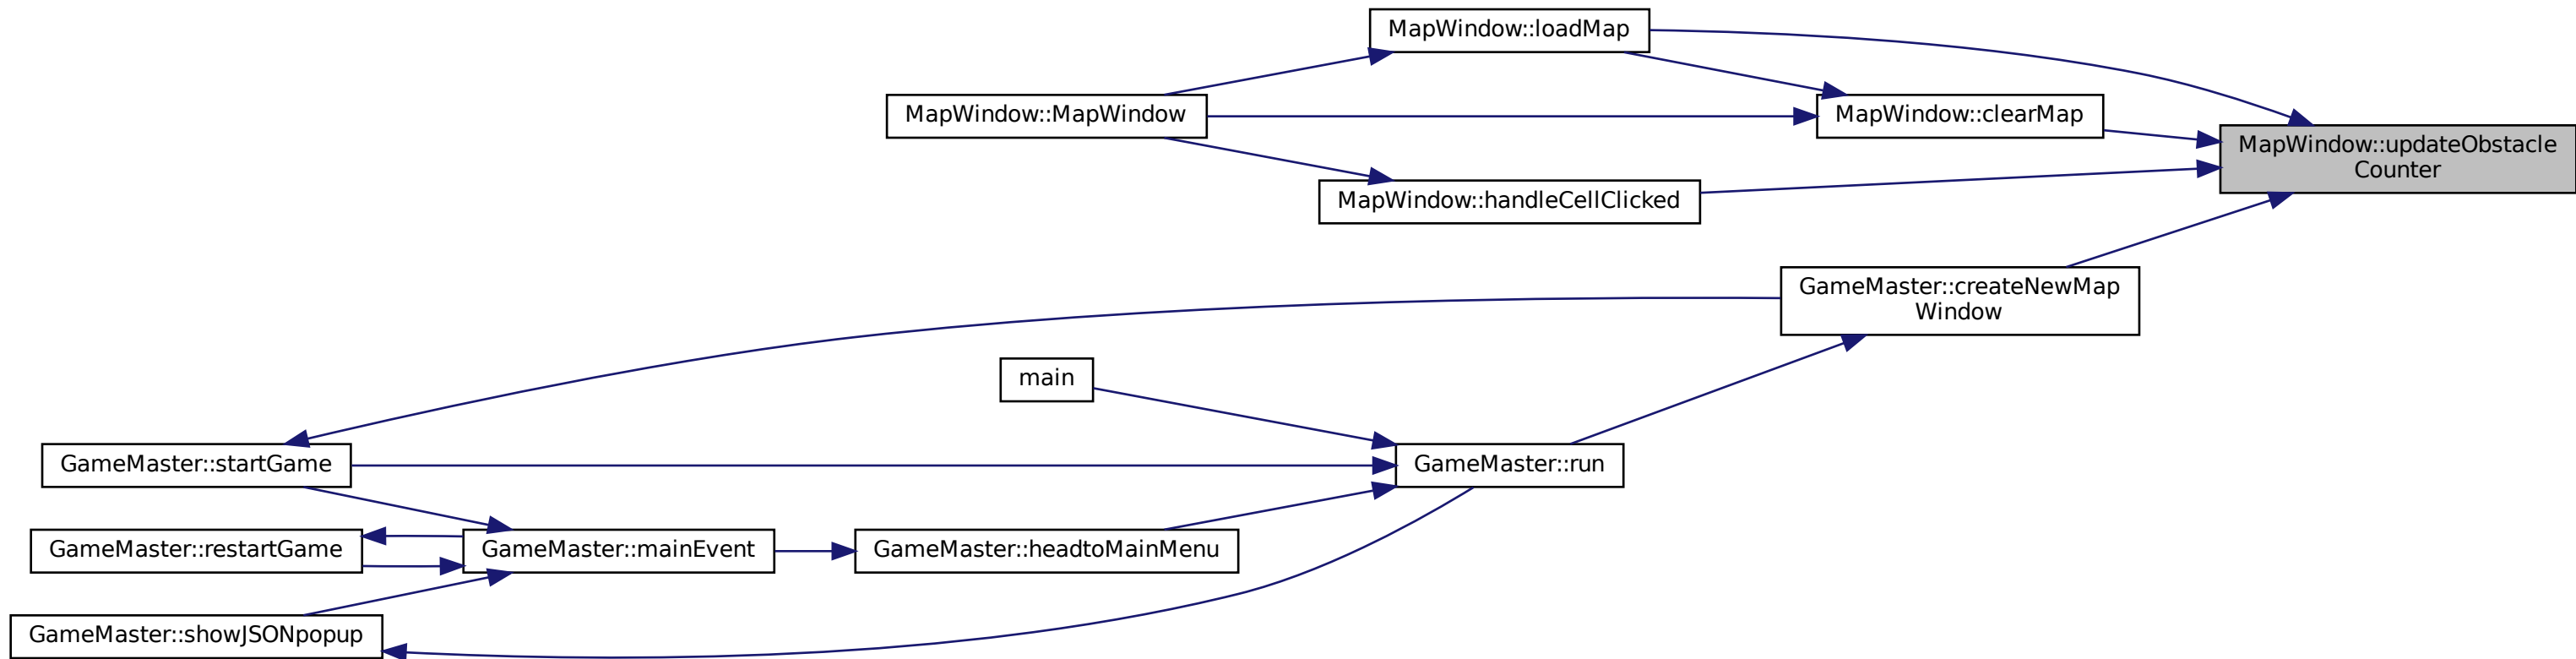 MapWindow::loadMap
MapWindow::MapWindow
MapWindow::clearMap
MapWindow::updateObstacle
Counter
MapWindow::handleCellClicked
GameMaster::createNewMap
Window
main
GameMaster::startGame
GameMaster::run
GameMaster::restartGame
GameMaster::mainEvent
GameMaster::headtoMainMenu
GameMaster::showJSONpopup